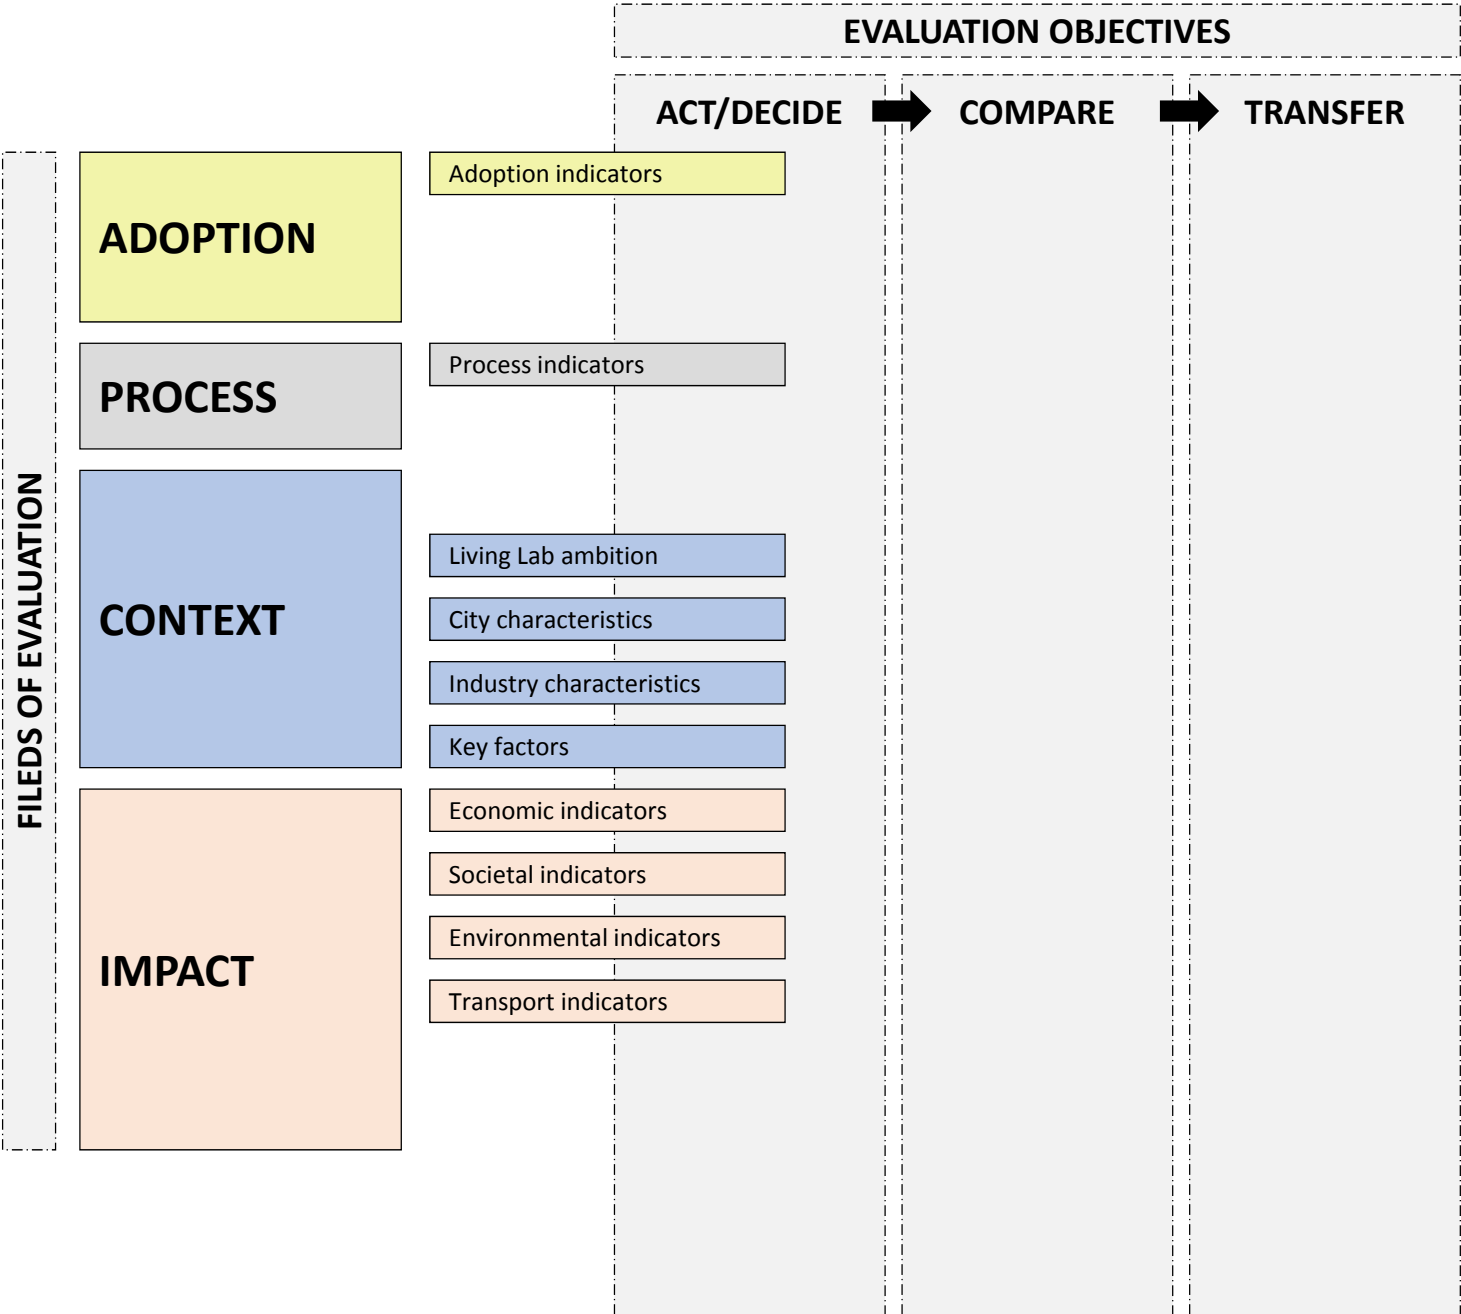 EVALUATION OBJECTIVES
ACT/DECIDE
COMPARE
TRANSFER
FILEDS OF EVALUATION
ADOPTION
Adoption indicators
PROCESS
Process indicators
CONTEXT
Living Lab ambition
City characteristics
Industry characteristics
Key factors
IMPACT
Economic indicators
Societal indicators
Environmental indicators
Transport indicators